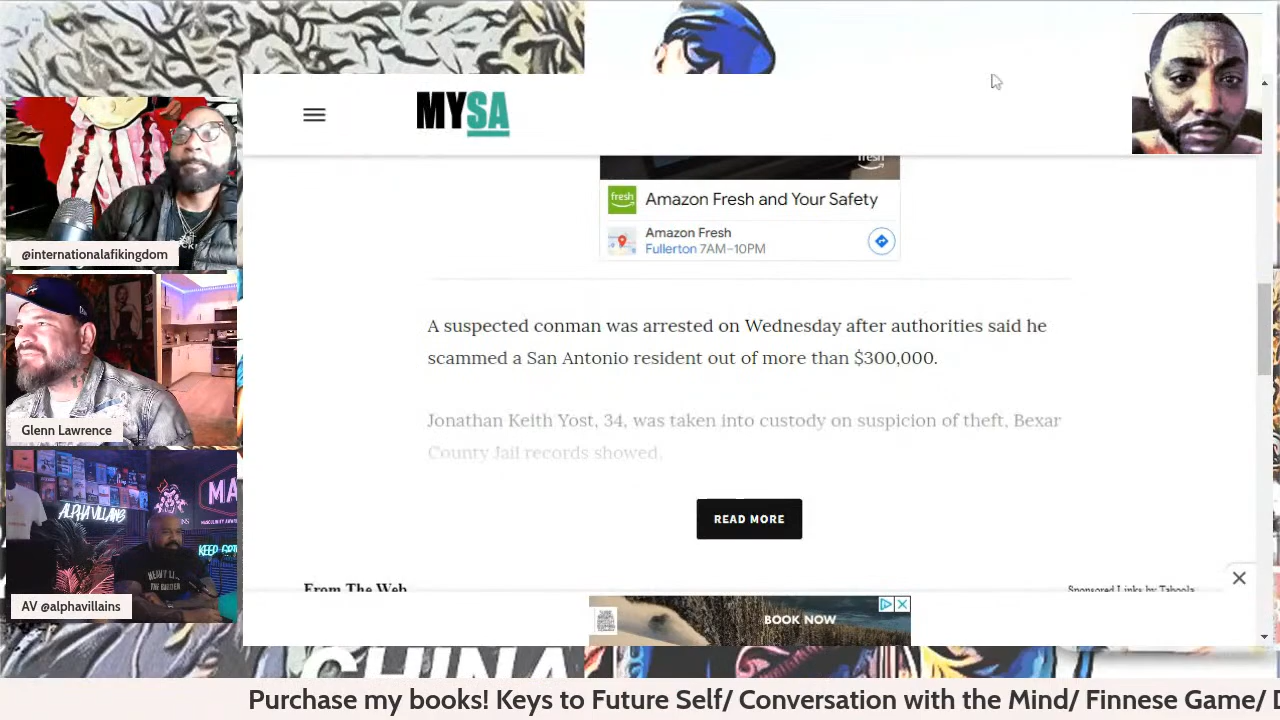 MYSA
fresh
fresh
Amazon Fresh and Your Safety
Amazon Fresh
Fullerton 7AM–10PM
A suspected conman was arrested on Wednesday after authorities said he
scammed a San Antonio resident out of more than $300,000.
Jonathan Keith Yost, 34, was taken into custody on suspicion of theft, Bexar
County Jail records showed.
READ MORE
From The Web
Sponsored Links by Taboola
BOOK NOW
@internationalafikingdom
Glenn Lawrence
ALPHA VILLAINS
MA
AV @alphavillains
CHINA
Purchase my books! Keys to Future Self/ Conversation with the Mind/ Finnese Game/